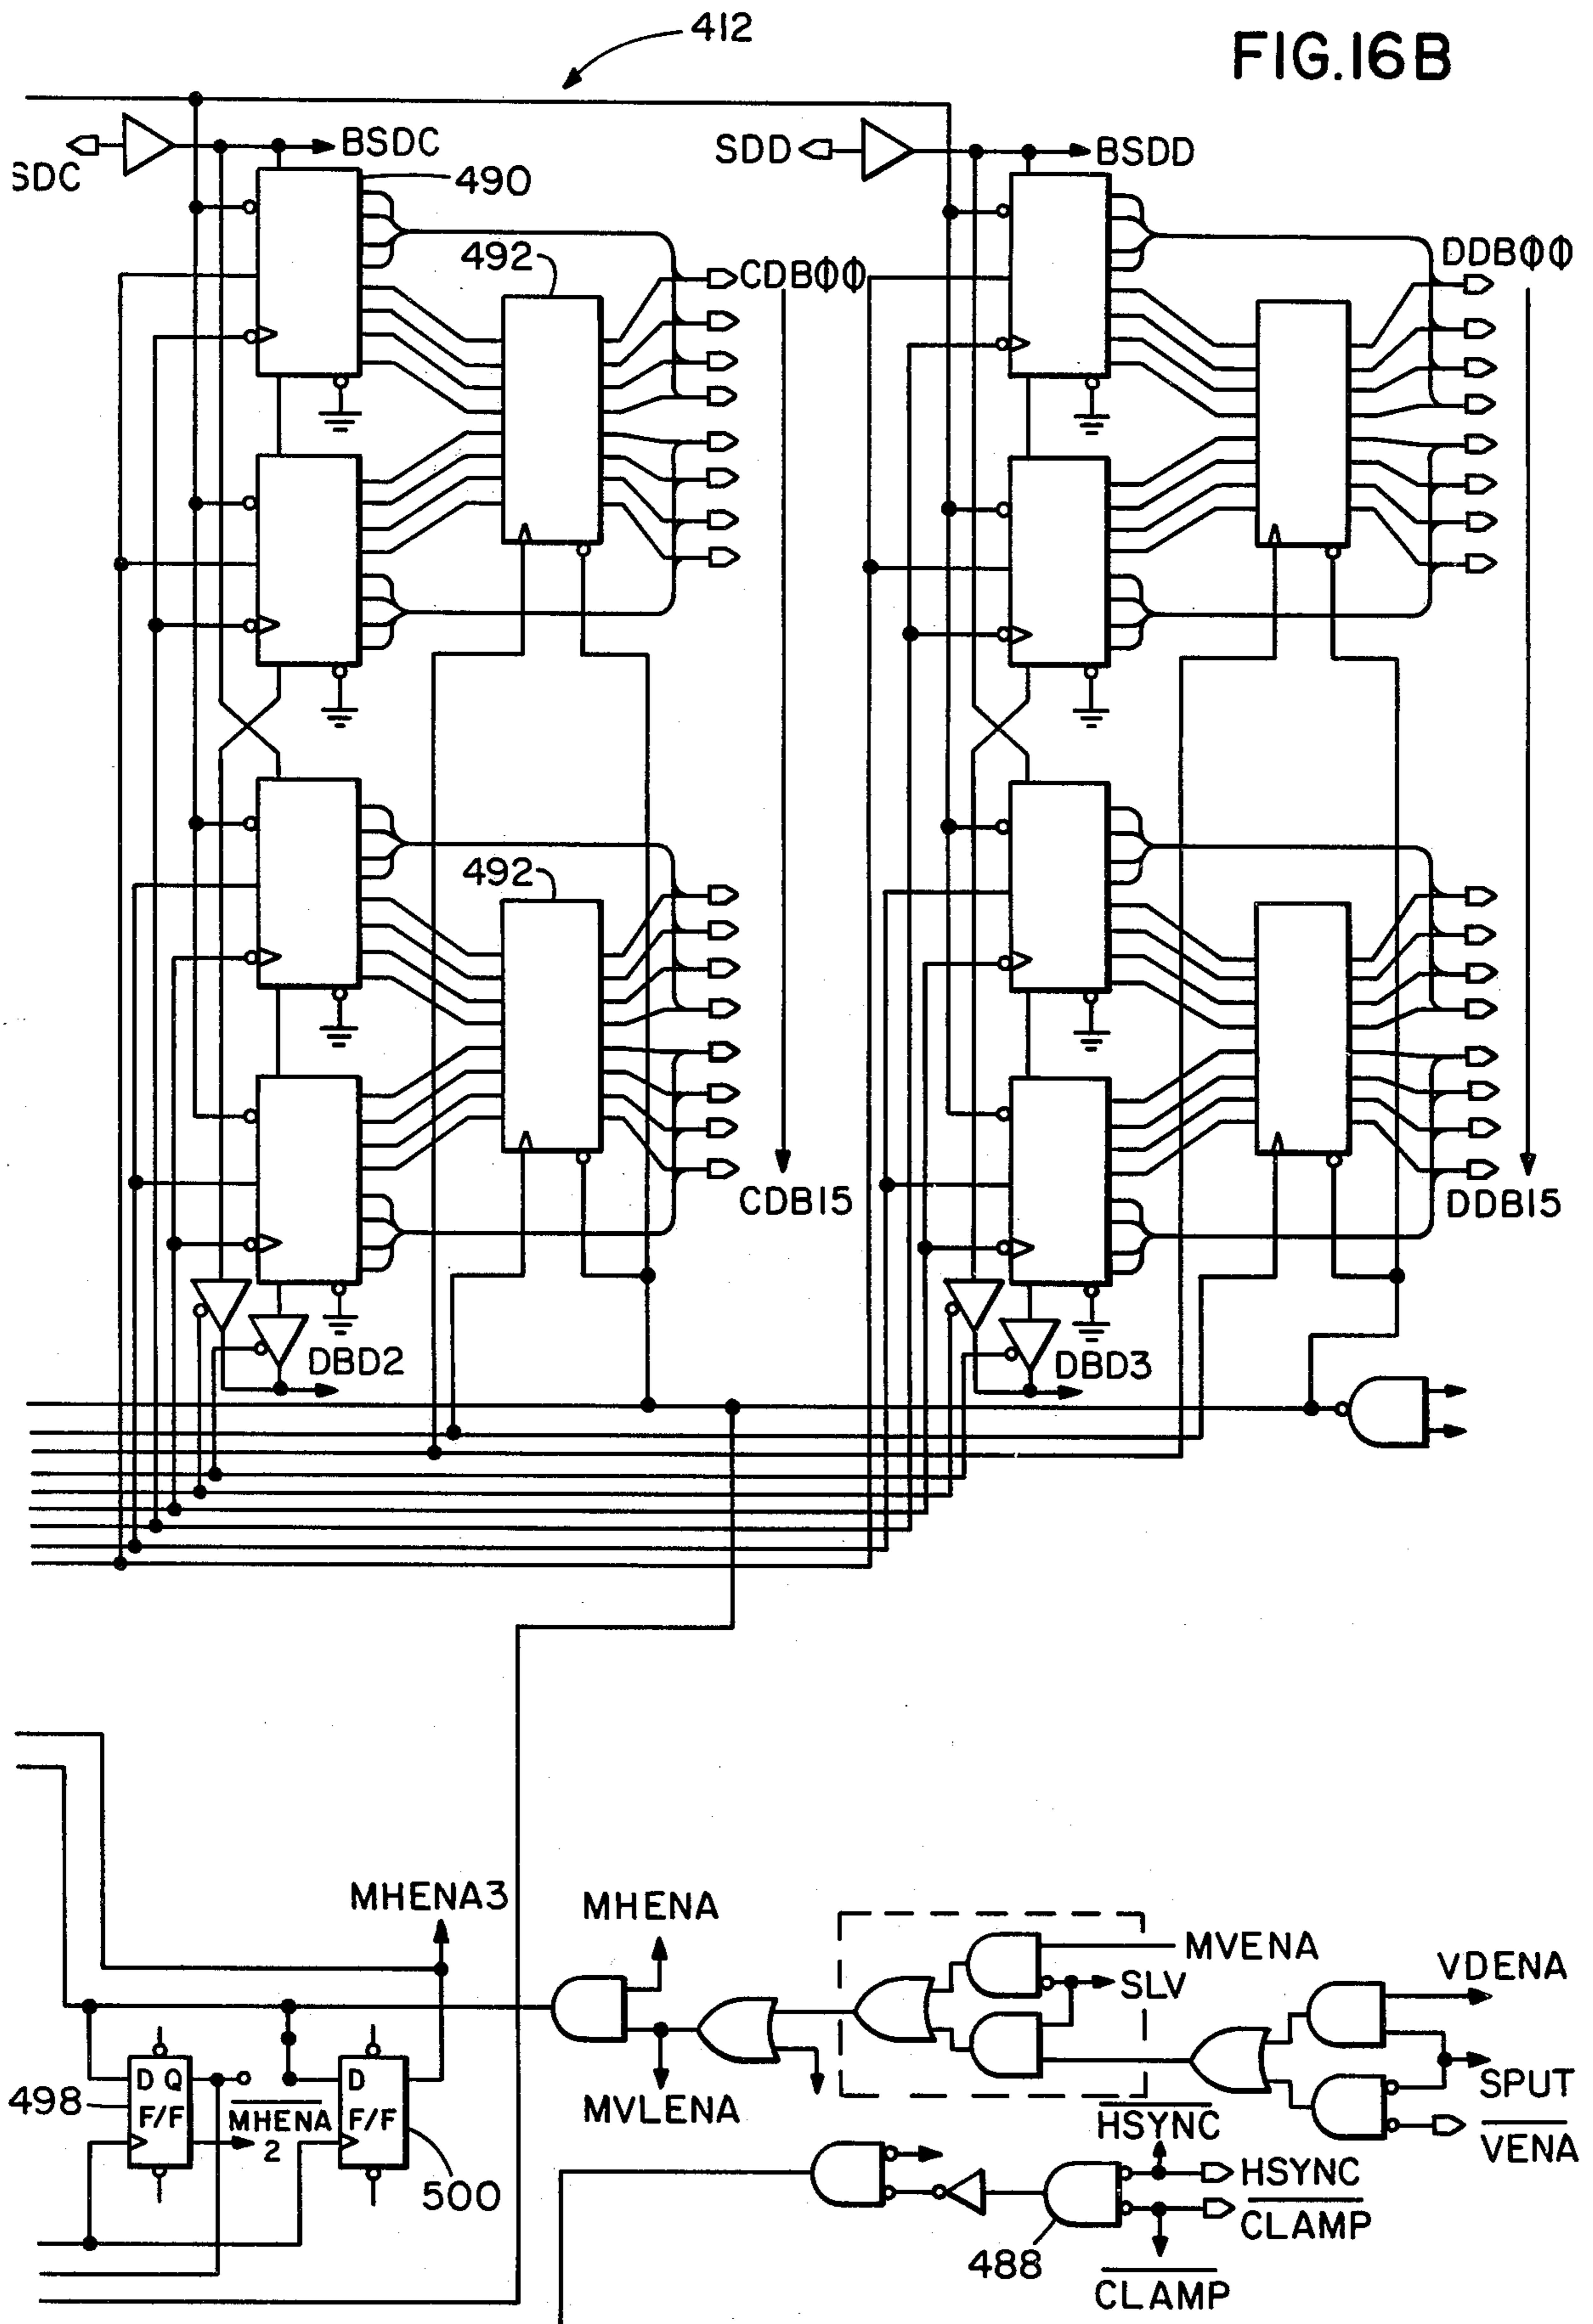 412
FIG.16B
SDC
BSDC
SDD
BSDD
490
492
CDBΦΦ
DDBΦΦ
492
CDB15
DDB15
DBD2
DBD3
MHENA3
MHENA
MVENA
SLV
VDENA
SPUT
VENA
MVLENA
498
D Q
F/F
MHENA
2
D
F/F
500
HSYNC
HSYNC
CLAMP
488
CLAMP